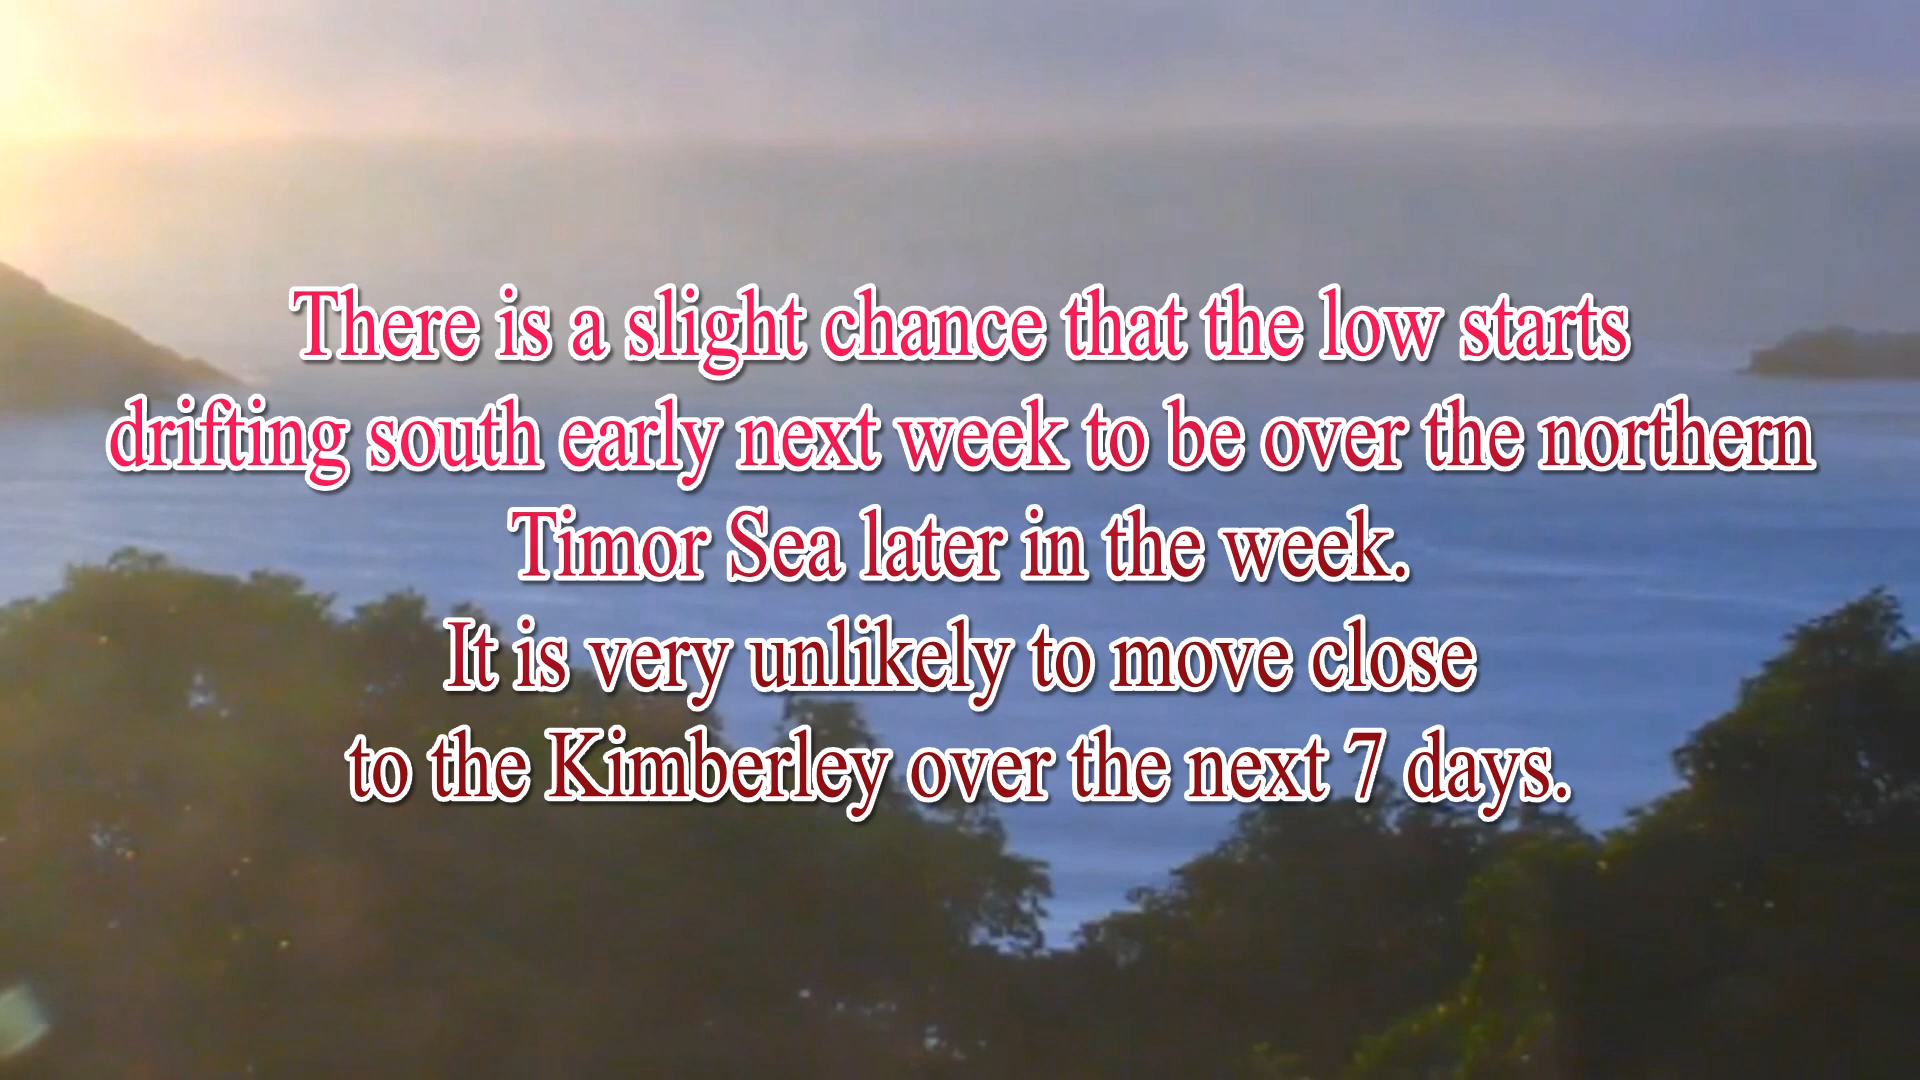 There is a slight chance that the low starts
drifting south early next week to be over the northern
Timor Sea later in the week.
It is very unlikely to move close
to the Kimberley over the next 7 days.